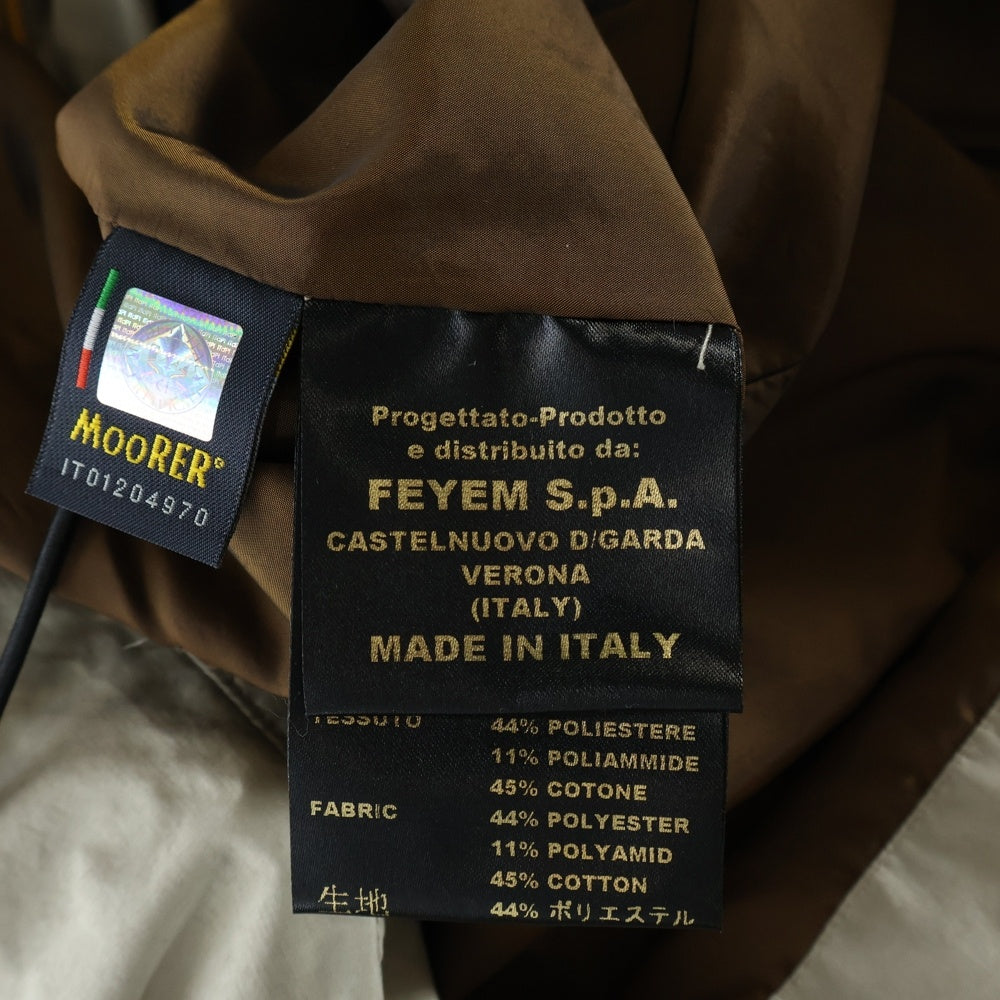 MOORER®
IT01204970
Progettato-Prodotto
e distribuito da:
FEYEM S.p.A.
CASTELNUOVO D/GARDA
VERONA
(ITALY)
MADE IN ITALY
TESSUTO 44% POLIESTERE
11% POLIAMMIDE
45% COTONE
FABRIC 44% POLYESTER
11% POLYAMID
45% COTTON
生地 44% ポリエステル